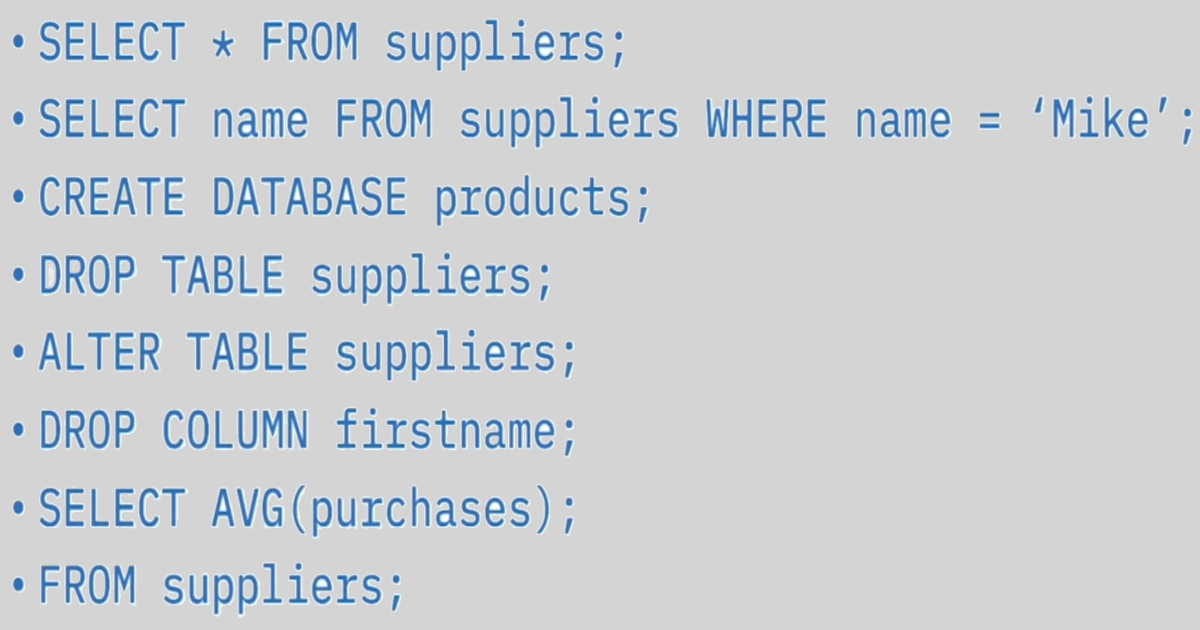 • SELECT * FROM suppliers;
• SELECT name FROM suppliers WHERE name = ‘Mike’;
• CREATE DATABASE products;
• DROP TABLE suppliers;
• ALTER TABLE suppliers;
• DROP COLUMN firstname;
• SELECT AVG(purchases);
• FROM suppliers;